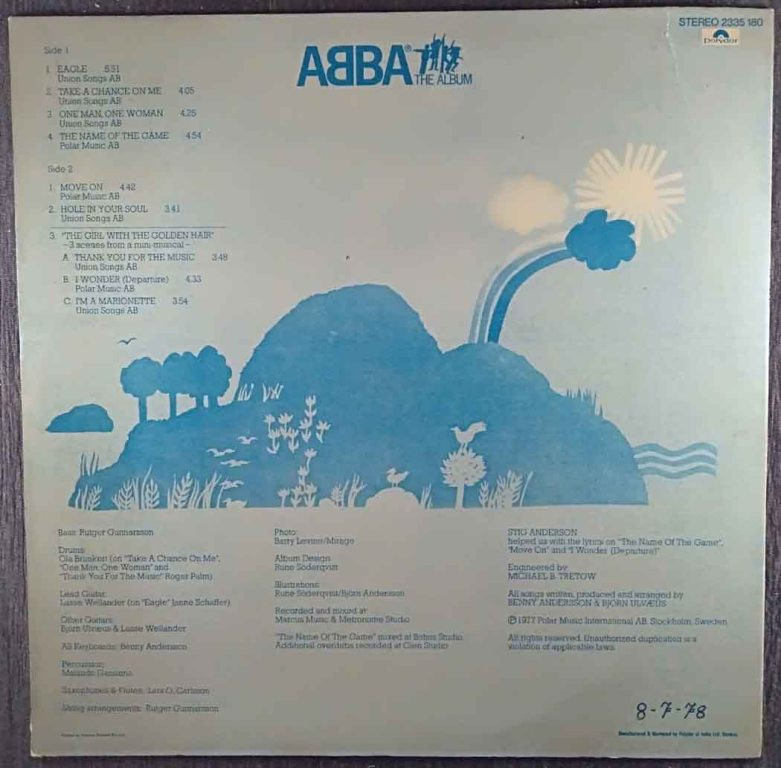 STEREO 2335 180
Polydor
ABBA®
THE ALBUM
Side 1
1. EAGLE 5.51
Union Songs AB
2. TAKE A CHANCE ON ME 4.05
Union Songs AB
3. ONE MAN, ONE WOMAN 4.25
Union Songs AB
4. THE NAME OF THE GAME 4.54
Polar Music AB
Side 2
1. MOVE ON 4.42
Polar Music AB
2. HOLE IN YOUR SOUL 3.41
Union Songs AB
3. "THE GIRL WITH THE GOLDEN HAIR"
– 3 scenes from a mini-musical –
A. THANK YOU FOR THE MUSIC 3.48
Union Songs AB
B. I WONDER (Departure) 4.33
Polar Music AB
C. I'M A MARIONETTE 3.54
Union Songs AB
Bass: Rutger Gunnarsson
Drums:
Ola Brunkert (on "Take A Chance On Me",
"One Man, One Woman" and
"Thank You For The Music" Roger Palm)
Lead Guitar:
Lasse Wellander (on "Eagle" Janne Schaffer)
Other Guitars:
Björn Ulvæus & Lasse Wellander
All Keyboards: Benny Andersson
Percussion:
Malando Gassama
Saxophones & Flutes: Lars O. Carlsson
String arrangements: Rutger Gunnarsson
Photo:
Barry Levine/Mirage
Album Design:
Rune Söderqvist
Illustrations:
Rune Söderqvist/Björn Andersson
Recorded and mixed at
Marcus Music & Metronome Studio
"The Name Of The Game" mixed at Bohus Studio.
Additional overdubs recorded at Glen Studio
STIG ANDERSON
helped us with the lyrics on "The Name Of The Game",
"Move On" and "I Wonder (Departure)"
Engineered by
MICHAEL B. TRETOW
All songs written, produced and arranged by
BENNY ANDERSSON & BJÖRN ULVÆUS
℗ 1977 Polar Music International AB, Stockholm, Sweden
All rights reserved. Unauthorized duplication is a
violation of applicable laws.
8-7-78
Manufactured & Marketed by Polydor of India Ltd. Bombay